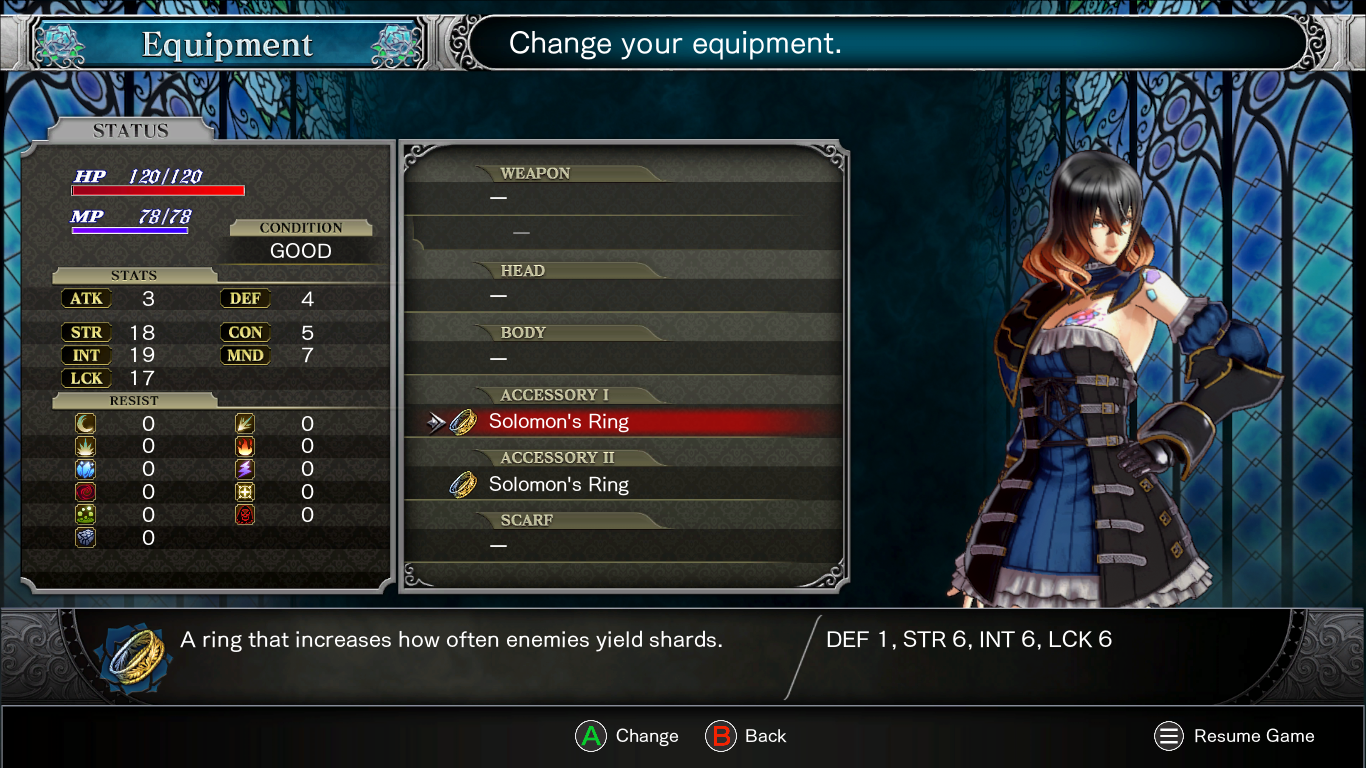 Equipment
Change your equipment.
STATUS
HP 120/120
MP 78/78
CONDITION
GOOD
STATS
ATK 3 DEF 4
STR 18 CON 5
INT 19 MND 7
LCK 17
RESIST
0 0
0 0
0 0
0 0
0 0
0
WEAPON
—
—
HEAD
—
BODY
—
ACCESSORY I
Solomon's Ring
ACCESSORY II
Solomon's Ring
SCARF
—
A ring that increases how often enemies yield shards.
DEF 1, STR 6, INT 6, LCK 6
A Change B Back Resume Game